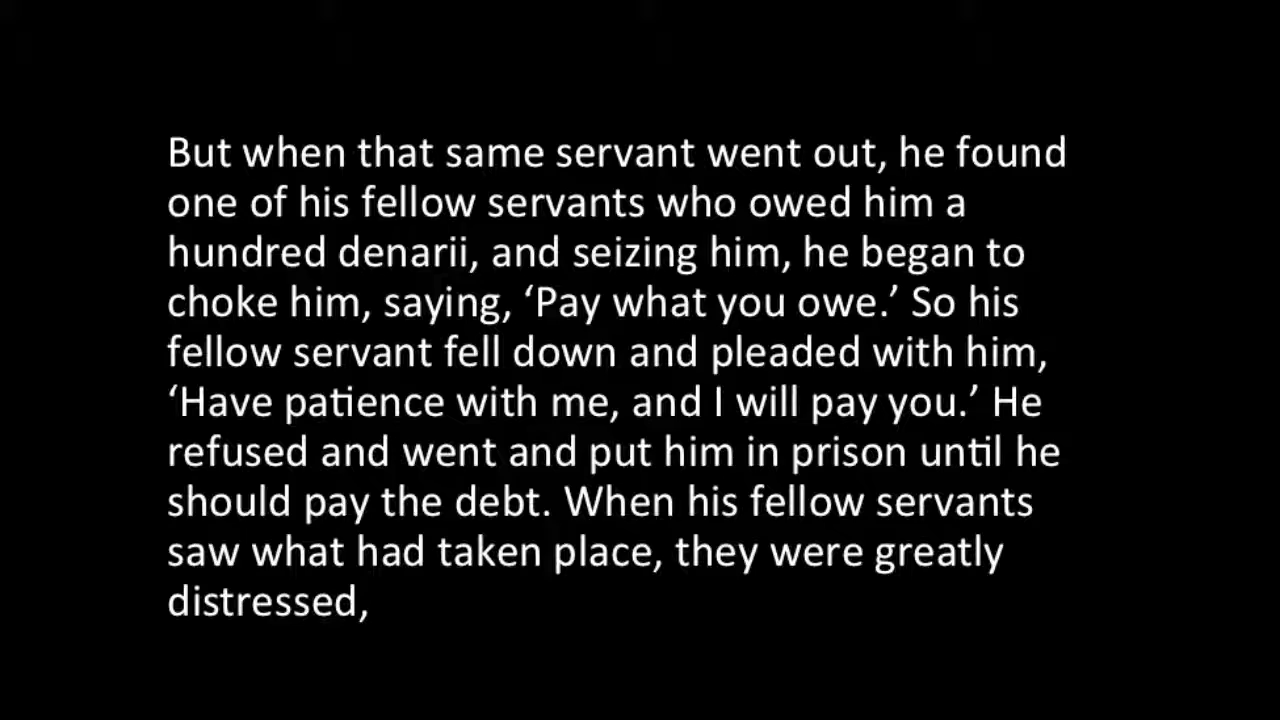 But when that same servant went out, he found
one of his fellow servants who owed him a
hundred denarii, and seizing him, he began to
choke him, saying, ‘Pay what you owe.’ So his
fellow servant fell down and pleaded with him,
‘Have patience with me, and I will pay you.’ He
refused and went and put him in prison until he
should pay the debt. When his fellow servants
saw what had taken place, they were greatly
distressed,